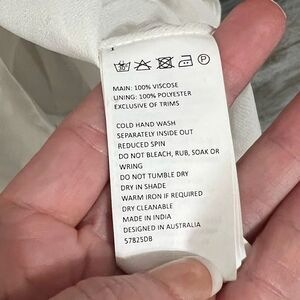 P
MAIN: 100% VISCOSE
LINING: 100% POLYESTER
EXCLUSIVE OF TRIMS
COLD HAND WASH
SEPARATELY INSIDE OUT
REDUCED SPIN
DO NOT BLEACH, RUB, SOAK OR
WRING
DO NOT TUMBLE DRY
DRY IN SHADE
WARM IRON IF REQUIRED
DRY CLEANABLE
MADE IN INDIA
DESIGNED IN AUSTRALIA
57825DB